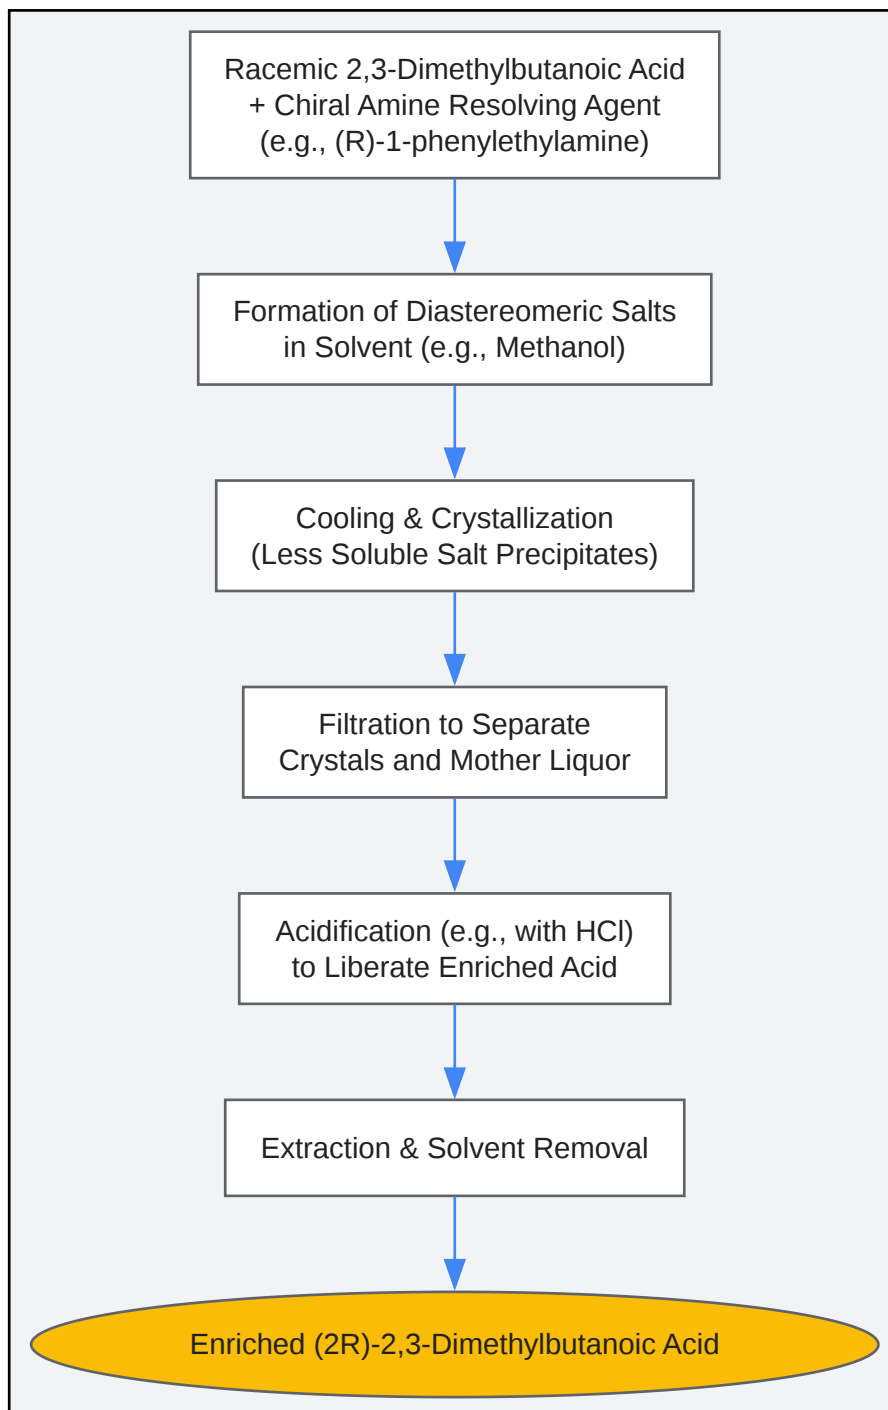 Racemic 2,3-Dimethylbutanoic Acid
+ Chiral Amine Resolving Agent
(e.g., (R)-1-phenylethylamine)
Formation of Diastereomeric Salts
in Solvent (e.g., Methanol)
Cooling & Crystallization
(Less Soluble Salt Precipitates)
Filtration to Separate
Crystals and Mother Liquor
Acidification (e.g., with HCl)
to Liberate Enriched Acid
Extraction & Solvent Removal
Enriched (2R)-2,3-Dimethylbutanoic Acid